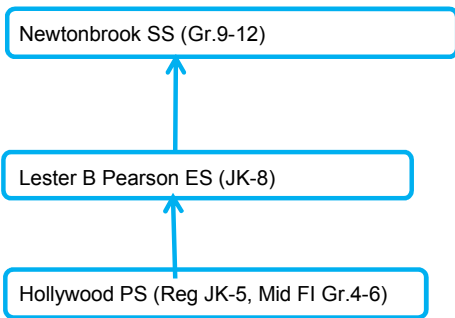 Newtonbrook SS (Gr.9-12)
Lester B Pearson ES (JK-8)
Hollywood PS (Reg JK-5, Mid FI Gr.4-6)